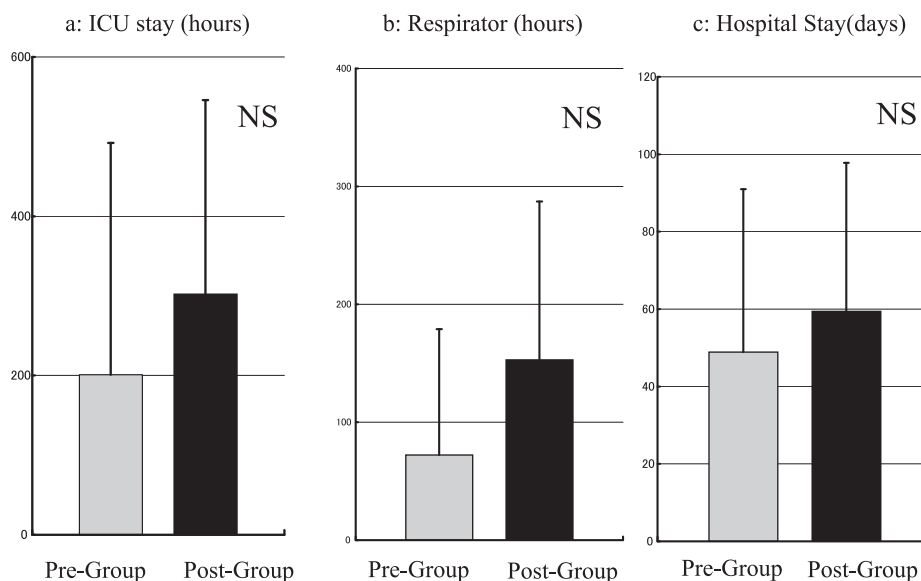 a: ICU stay (hours)
600
400
200
0
NS
Pre-Group
Post-Group
b: Respirator (hours)
400
300
200
100
0
NS
Pre-Group
Post-Group
c: Hospital Stay(days)
120
100
80
60
40
20
0
NS
Pre-Group
Post-Group